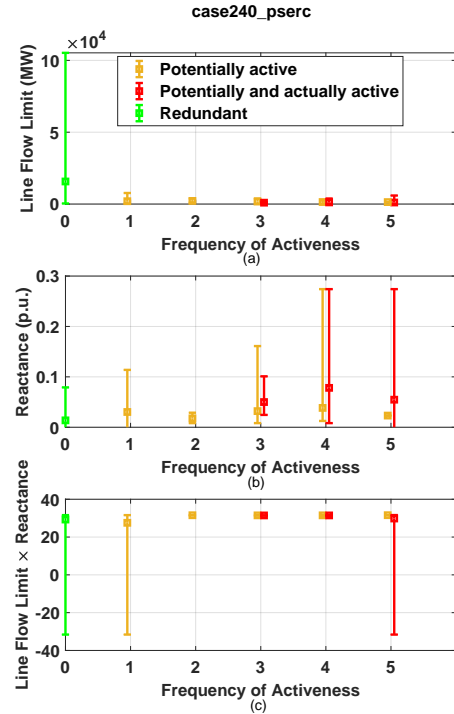 case240_pserc
×10⁴
Line Flow Limit (MW)
10
5
0
Potentially active
Potentially and actually active
Redundant
0 1 2 3 4 5
Frequency of Activeness
(a)
Reactance (p.u.)
0.3
0.2
0.1
0
0 1 2 3 4 5
Frequency of Activeness
(b)
Line Flow Limit × Reactance
40
20
0
-20
-40
0 1 2 3 4 5
Frequency of Activeness
(c)